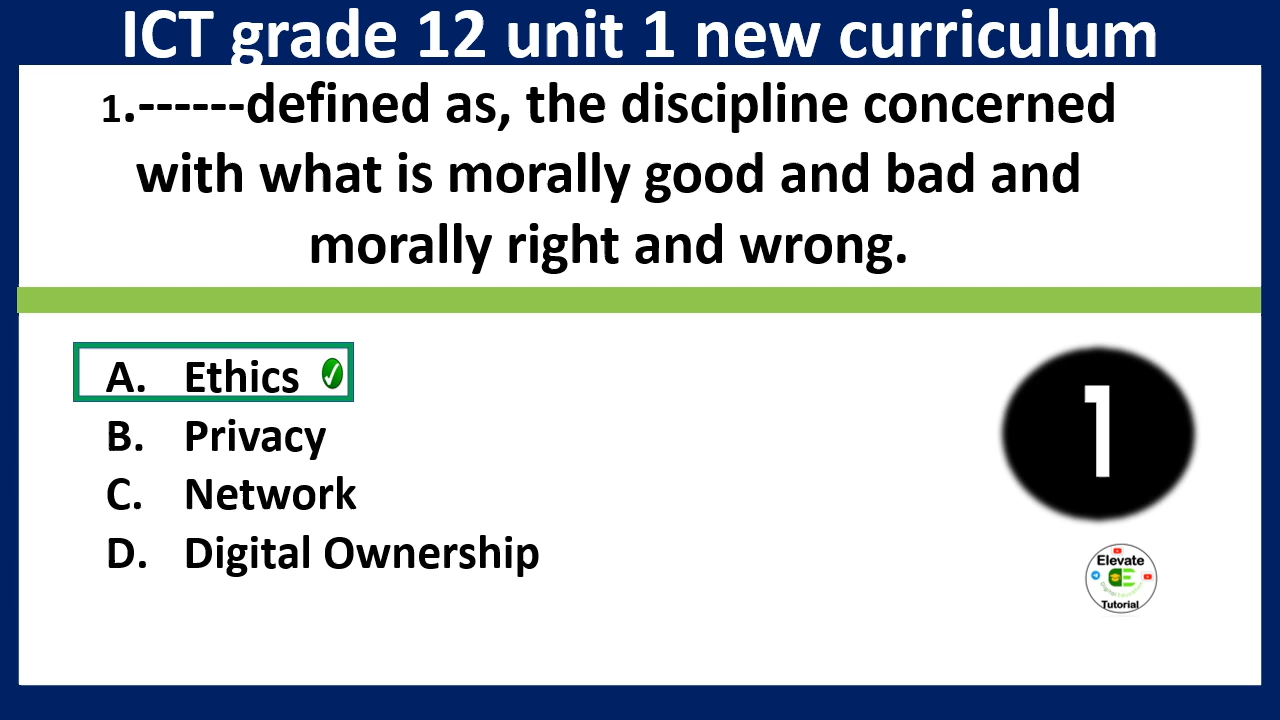 ICT grade 12 unit 1 new curriculum
1.------defined as, the discipline concerned
with what is morally good and bad and
morally right and wrong.
A. Ethics
B. Privacy
C. Network
D. Digital Ownership
1
Elevate
Tutorial